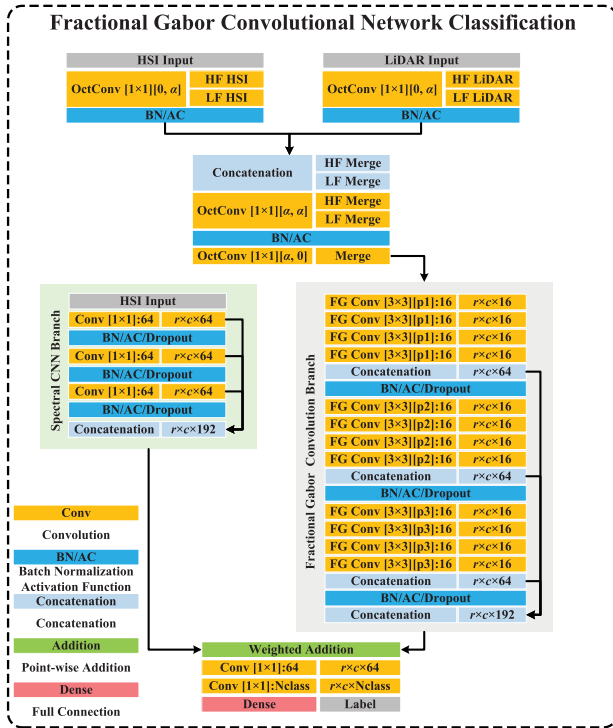 Fractional Gabor Convolutional Network Classification
HSI Input
OctConv [1×1][0, α]
HF HSI
LF HSI
BN/AC
LiDAR Input
OctConv [1×1][0, α]
HF LiDAR
LF LiDAR
BN/AC
Concatenation
HF Merge
LF Merge
OctConv [1×1][α, α]
HF Merge
LF Merge
BN/AC
OctConv [1×1][α, 0]
Merge
Spectral CNN Branch
HSI Input
Conv [1×1]:64
r×c×64
BN/AC/Dropout
Conv [1×1]:64
r×c×64
BN/AC/Dropout
Conv [1×1]:64
r×c×64
BN/AC/Dropout
Concatenation
r×c×192
Fractional Gabor Convolution Branch
FG Conv [3×3][p1]:16
r×c×16
FG Conv [3×3][p1]:16
r×c×16
FG Conv [3×3][p1]:16
r×c×16
FG Conv [3×3][p1]:16
r×c×16
Concatenation
r×c×64
BN/AC/Dropout
FG Conv [3×3][p2]:16
r×c×16
FG Conv [3×3][p2]:16
r×c×16
FG Conv [3×3][p2]:16
r×c×16
FG Conv [3×3][p2]:16
r×c×16
Concatenation
r×c×64
BN/AC/Dropout
FG Conv [3×3][p3]:16
r×c×16
FG Conv [3×3][p3]:16
r×c×16
FG Conv [3×3][p3]:16
r×c×16
FG Conv [3×3][p3]:16
r×c×16
Concatenation
r×c×64
BN/AC/Dropout
Concatenation
r×c×192
Conv
Convolution
BN/AC
Batch Normalization
Activation Function
Concatenation
Concatenation
Addition
Point-wise Addition
Dense
Full Connection
Weighted Addition
Conv [1×1]:64
r×c×64
Conv [1×1]:Nclass
r×c×Nclass
Dense
Label